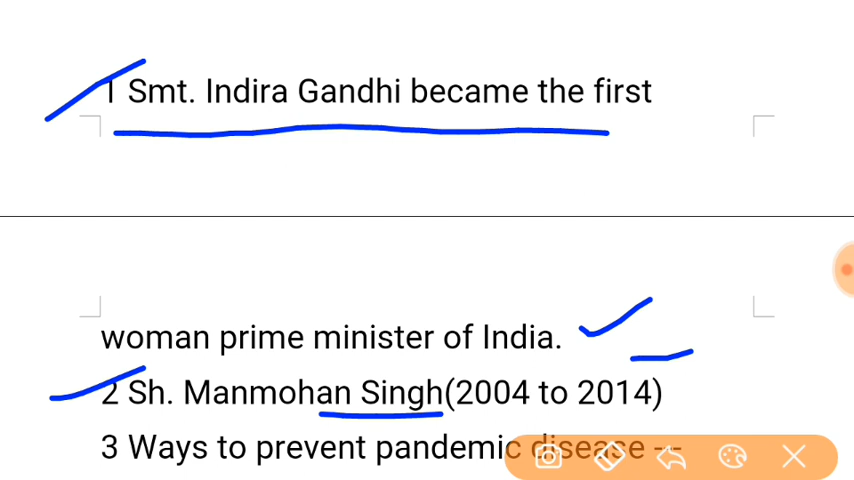 1 Smt. Indira Gandhi became the first
woman prime minister of India.
2 Sh. Manmohan Singh(2004 to 2014)
3 Ways to prevent pandemic disease --